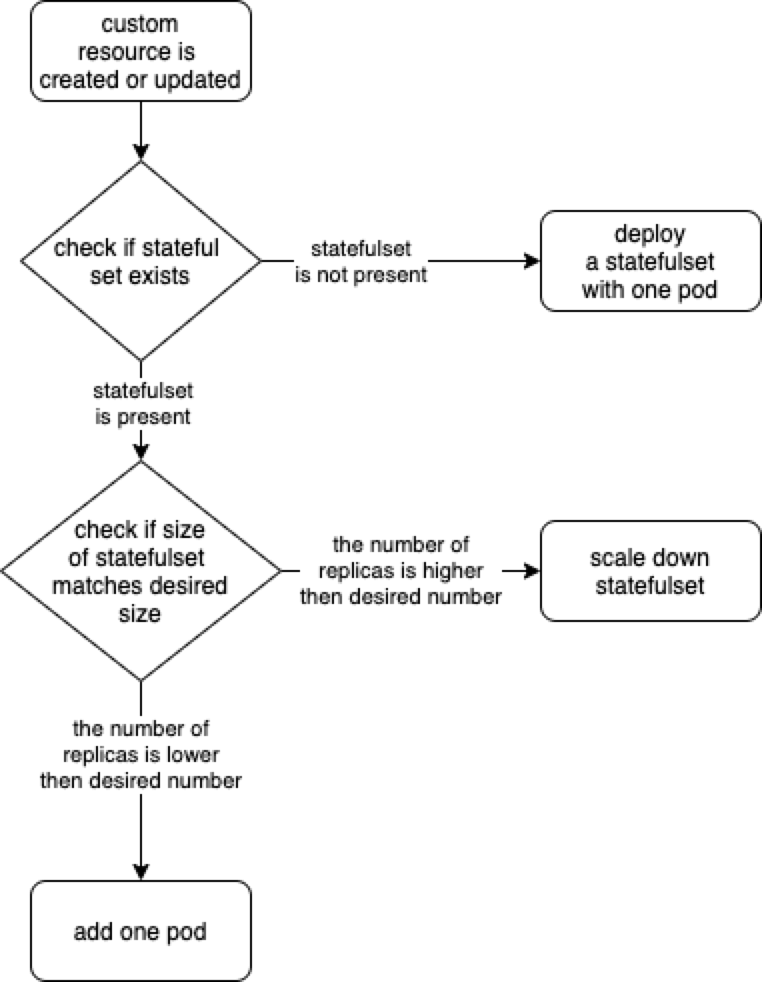 custom
resource is
created or updated
check if stateful
set exists
statefulset
is not present
deploy
a statefulset
with one pod
statefulset
is present
check if size
of statefulset
matches desired
size
the number of
replicas is higher
then desired number
scale down
statefulset
the number of
replicas is lower
then desired number
add one pod